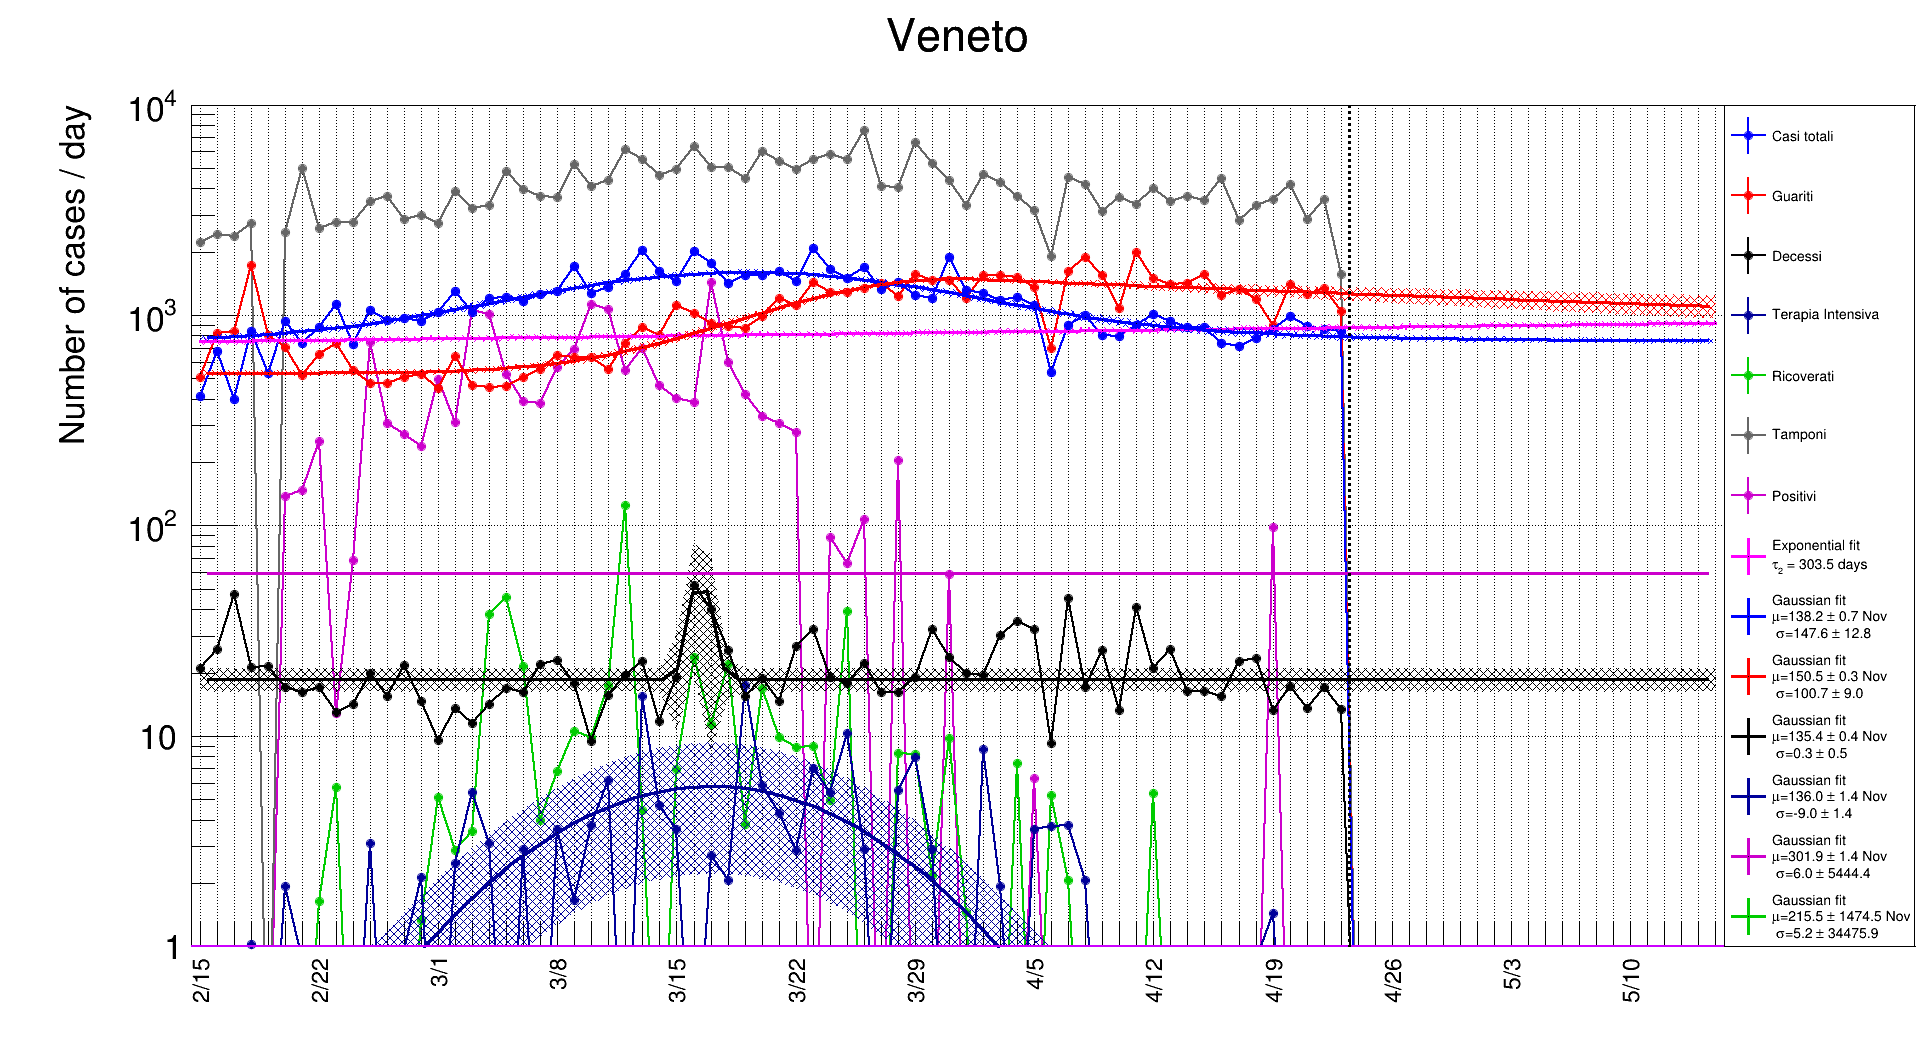 Veneto
Number of cases / day
10⁴
10³
10²
10
1
2/15
2/22
3/1
3/8
3/15
3/22
3/29
4/5
4/12
4/19
4/26
5/3
5/10
Casi totali
Guariti
Decessi
Terapia Intensiva
Ricoverati
Tamponi
Positivi
Exponential fit
τ₂ = 303.5 days
Gaussian fit
μ=138.2 ± 0.7 Nov
σ=147.6 ± 12.8
Gaussian fit
μ=150.5 ± 0.3 Nov
σ=100.7 ± 9.0
Gaussian fit
μ=135.4 ± 0.4 Nov
σ=0.3 ± 0.5
Gaussian fit
μ=136.0 ± 1.4 Nov
σ=-9.0 ± 1.4
Gaussian fit
μ=301.9 ± 1.4 Nov
σ=6.0 ± 5444.4
Gaussian fit
μ=215.5 ± 1474.5 Nov
σ=5.2 ± 34475.9